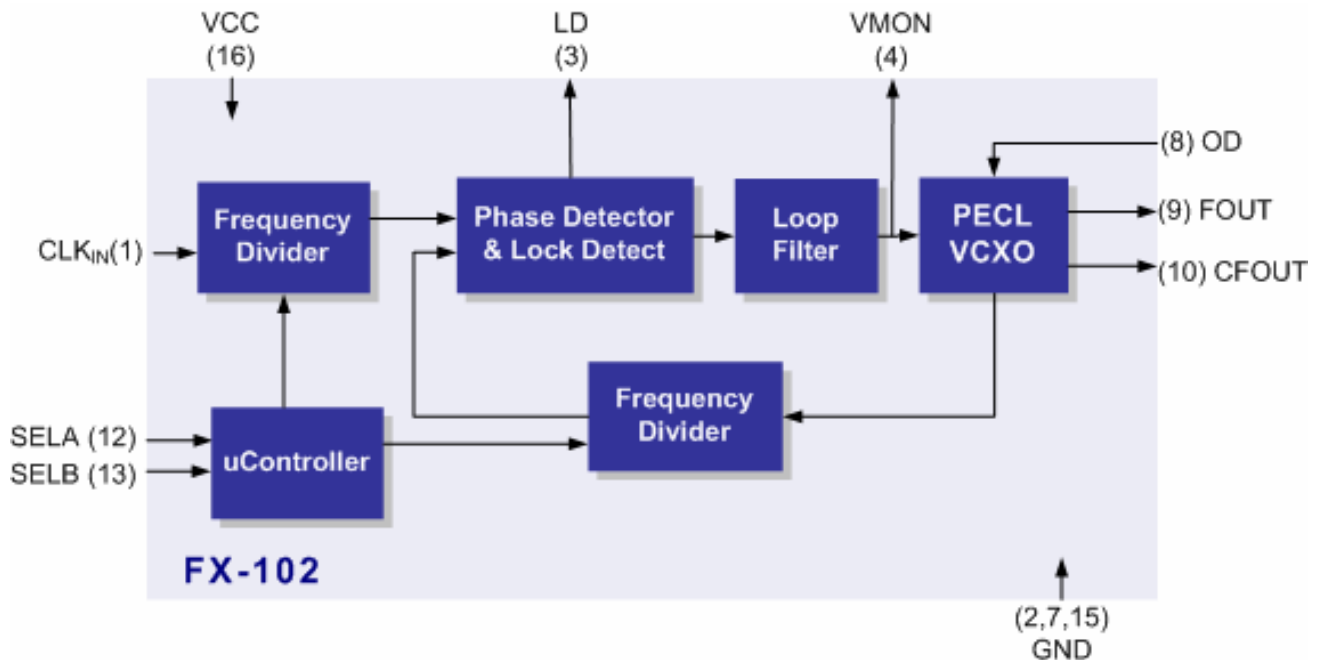 VCC
(16)
LD
(3)
VMON
(4)
(8) OD
Frequency
Divider
Phase Detector
& Lock Detect
Loop
Filter
PECL
VCXO
(9) FOUT
CLKIN(1)
(10) CFOUT
Frequency
Divider
SELA (12)
SELB (13)
uController
FX-102
(2,7,15)
GND